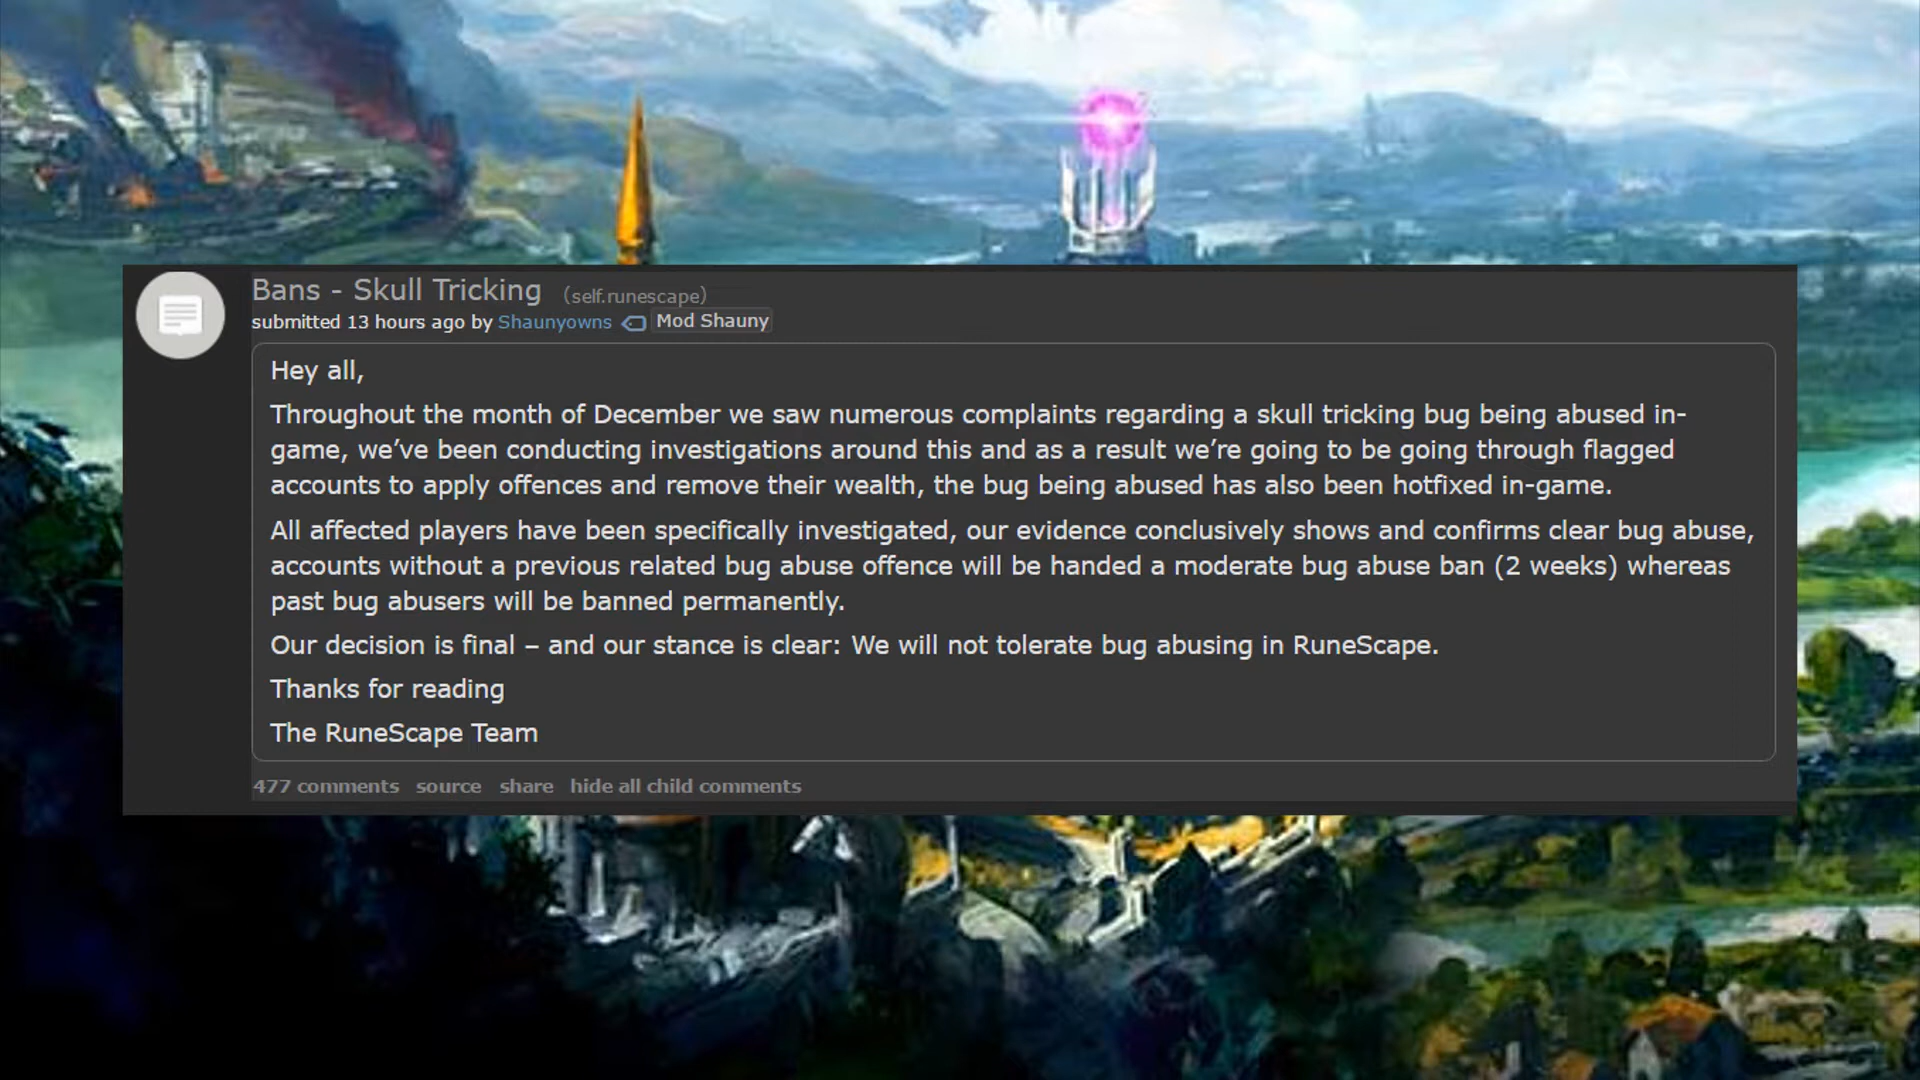 Bans - Skull Tricking (self.runescape)
submitted 13 hours ago by Shaunyowns Mod Shauny
Hey all,
Throughout the month of December we saw numerous complaints regarding a skull tricking bug being abused in-
game, we’ve been conducting investigations around this and as a result we’re going to be going through flagged
accounts to apply offences and remove their wealth, the bug being abused has also been hotfixed in-game.
All affected players have been specifically investigated, our evidence conclusively shows and confirms clear bug abuse,
accounts without a previous related bug abuse offence will be handed a moderate bug abuse ban (2 weeks) whereas
past bug abusers will be banned permanently.
Our decision is final – and our stance is clear: We will not tolerate bug abusing in RuneScape.
Thanks for reading
The RuneScape Team
477 comments source share hide all child comments